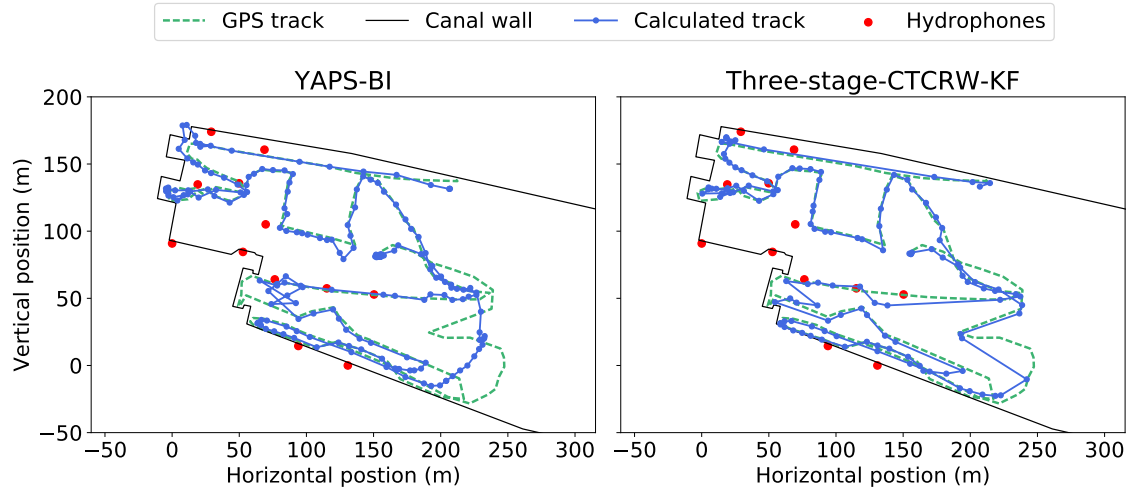 GPS track Canal wall Calculated track Hydrophones
YAPS-BI Three-stage-CTCRW-KF
200
150
100
50
0
−50
Vertical position (m)
−50 0 50 100 150 200 250 300 −50 0 50 100 150 200 250 300
Horizontal postion (m) Horizontal postion (m)